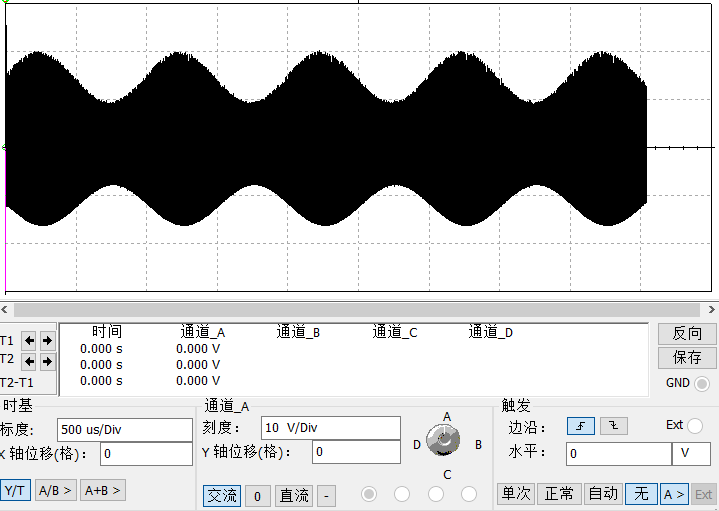 时间 通道_A 通道_B 通道_C 通道_D
T1 0.000 s 0.000 V
T2 0.000 s 0.000 V
T2-T1 0.000 s 0.000 V
反向
保存
GND
时基
标度: 500 us/Div
X 轴位移(格): 0
Y/T A/B > A+B >
通道_A
刻度: 10 V/Div
Y 轴位移(格): 0
交流 0 直流 -
A
D B
C
触发
边沿: Ext
水平: 0 V
单次 正常 自动 无 A > Ext